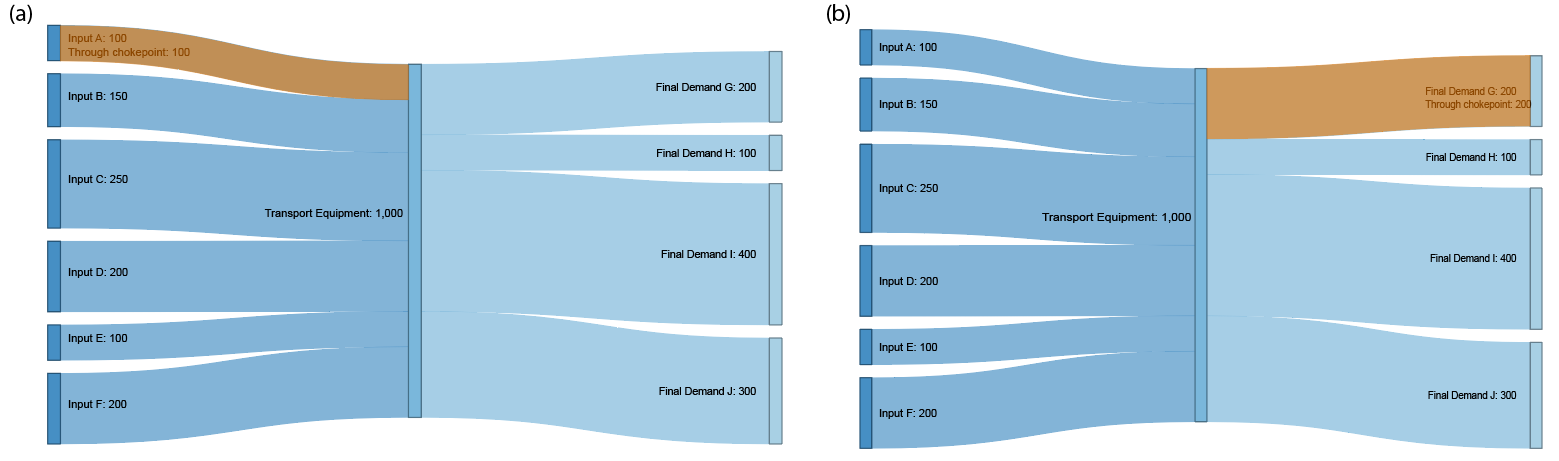 (a)
Input A: 100
Through chokepoint: 100
Input B: 150
Input C: 250
Input D: 200
Input E: 100
Input F: 200
Transport Equipment: 1,000
Final Demand G: 200
Final Demand H: 100
Final Demand I: 400
Final Demand J: 300
(b)
Input A: 100
Input B: 150
Input C: 250
Input D: 200
Input E: 100
Input F: 200
Transport Equipment: 1,000
Final Demand G: 200
Through chokepoint: 200
Final Demand H: 100
Final Demand I: 400
Final Demand J: 300